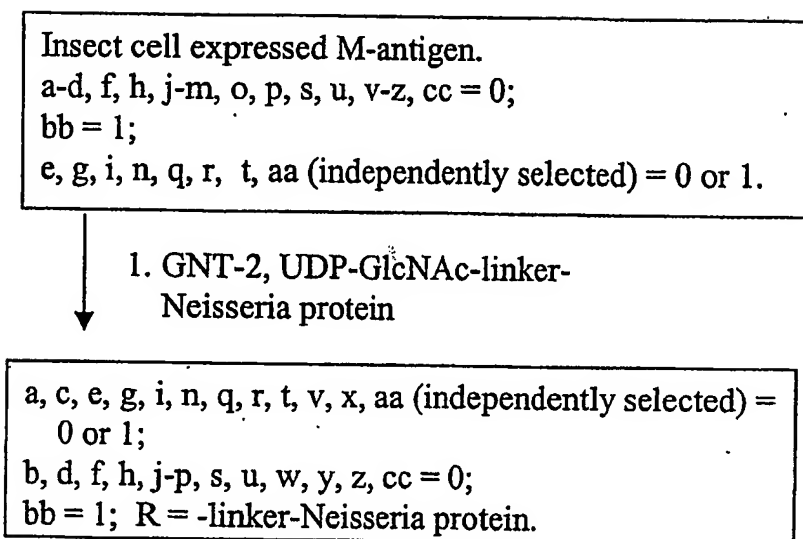 Insect cell expressed M-antigen.
a-d, f, h, j-m, o, p, s, u, v-z, cc = 0;
bb = 1;
e, g, i, n, q, r, t, aa (independently selected) = 0 or 1.
1. GNT-2, UDP-GlcNAc-linker-
Neisseria protein
a, c, e, g, i, n, q, r, t, v, x, aa (independently selected) =
0 or 1;
b, d, f, h, j-p, s, u, w, y, z, cc = 0;
bb = 1; R = -linker-Neisseria protein.